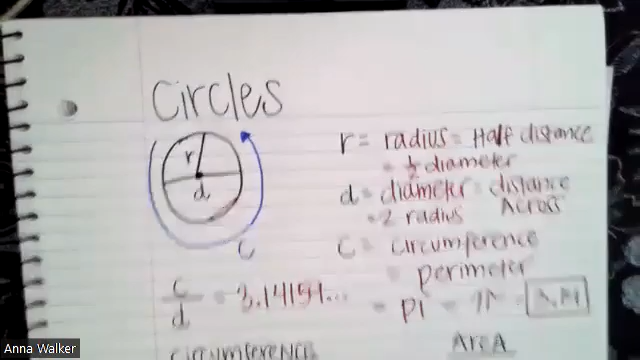 Circles
r
d
C
r = radius = Half distance
= ½ diameter
d = diameter = distance Across
= 2 radius
C = circumference
= perimeter
C/d = 3.14159... = pi = π = 3.14
circumference
Area
Anna Walker